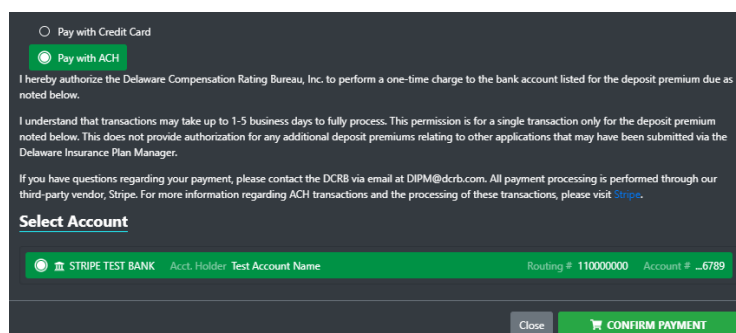 Pay with Credit Card
Pay with ACH
I hereby authorize the Delaware Compensation Rating Bureau, Inc. to perform a one-time charge to the bank account listed for the deposit premium due as
noted below.
I understand that transactions may take up to 1-5 business days to fully process. This permission is for a single transaction only for the deposit premium
noted below. This does not provide authorization for any additional deposit premiums relating to other applications that may have been submitted via the
Delaware Insurance Plan Manager.
If you have questions regarding your payment, please contact the DCRB via email at DIPM@dcrb.com. All payment processing is performed through our
third-party vendor, Stripe. For more information regarding ACH transactions and the processing of these transactions, please visit Stripe.
Select Account
STRIPE TEST BANK Acct. Holder Test Account Name Routing # 110000000 Account # ...6789
Close CONFIRM PAYMENT